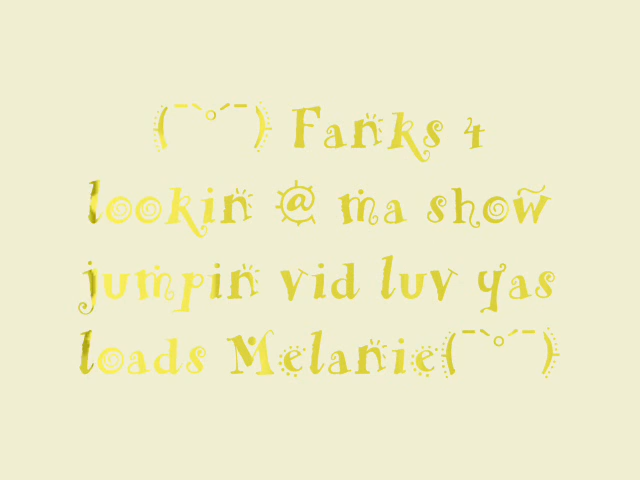 (¯`°´¯) Fanks 4
lookin @ ma show
jumpin vid luv yas
loads Melanie(¯`°´¯)